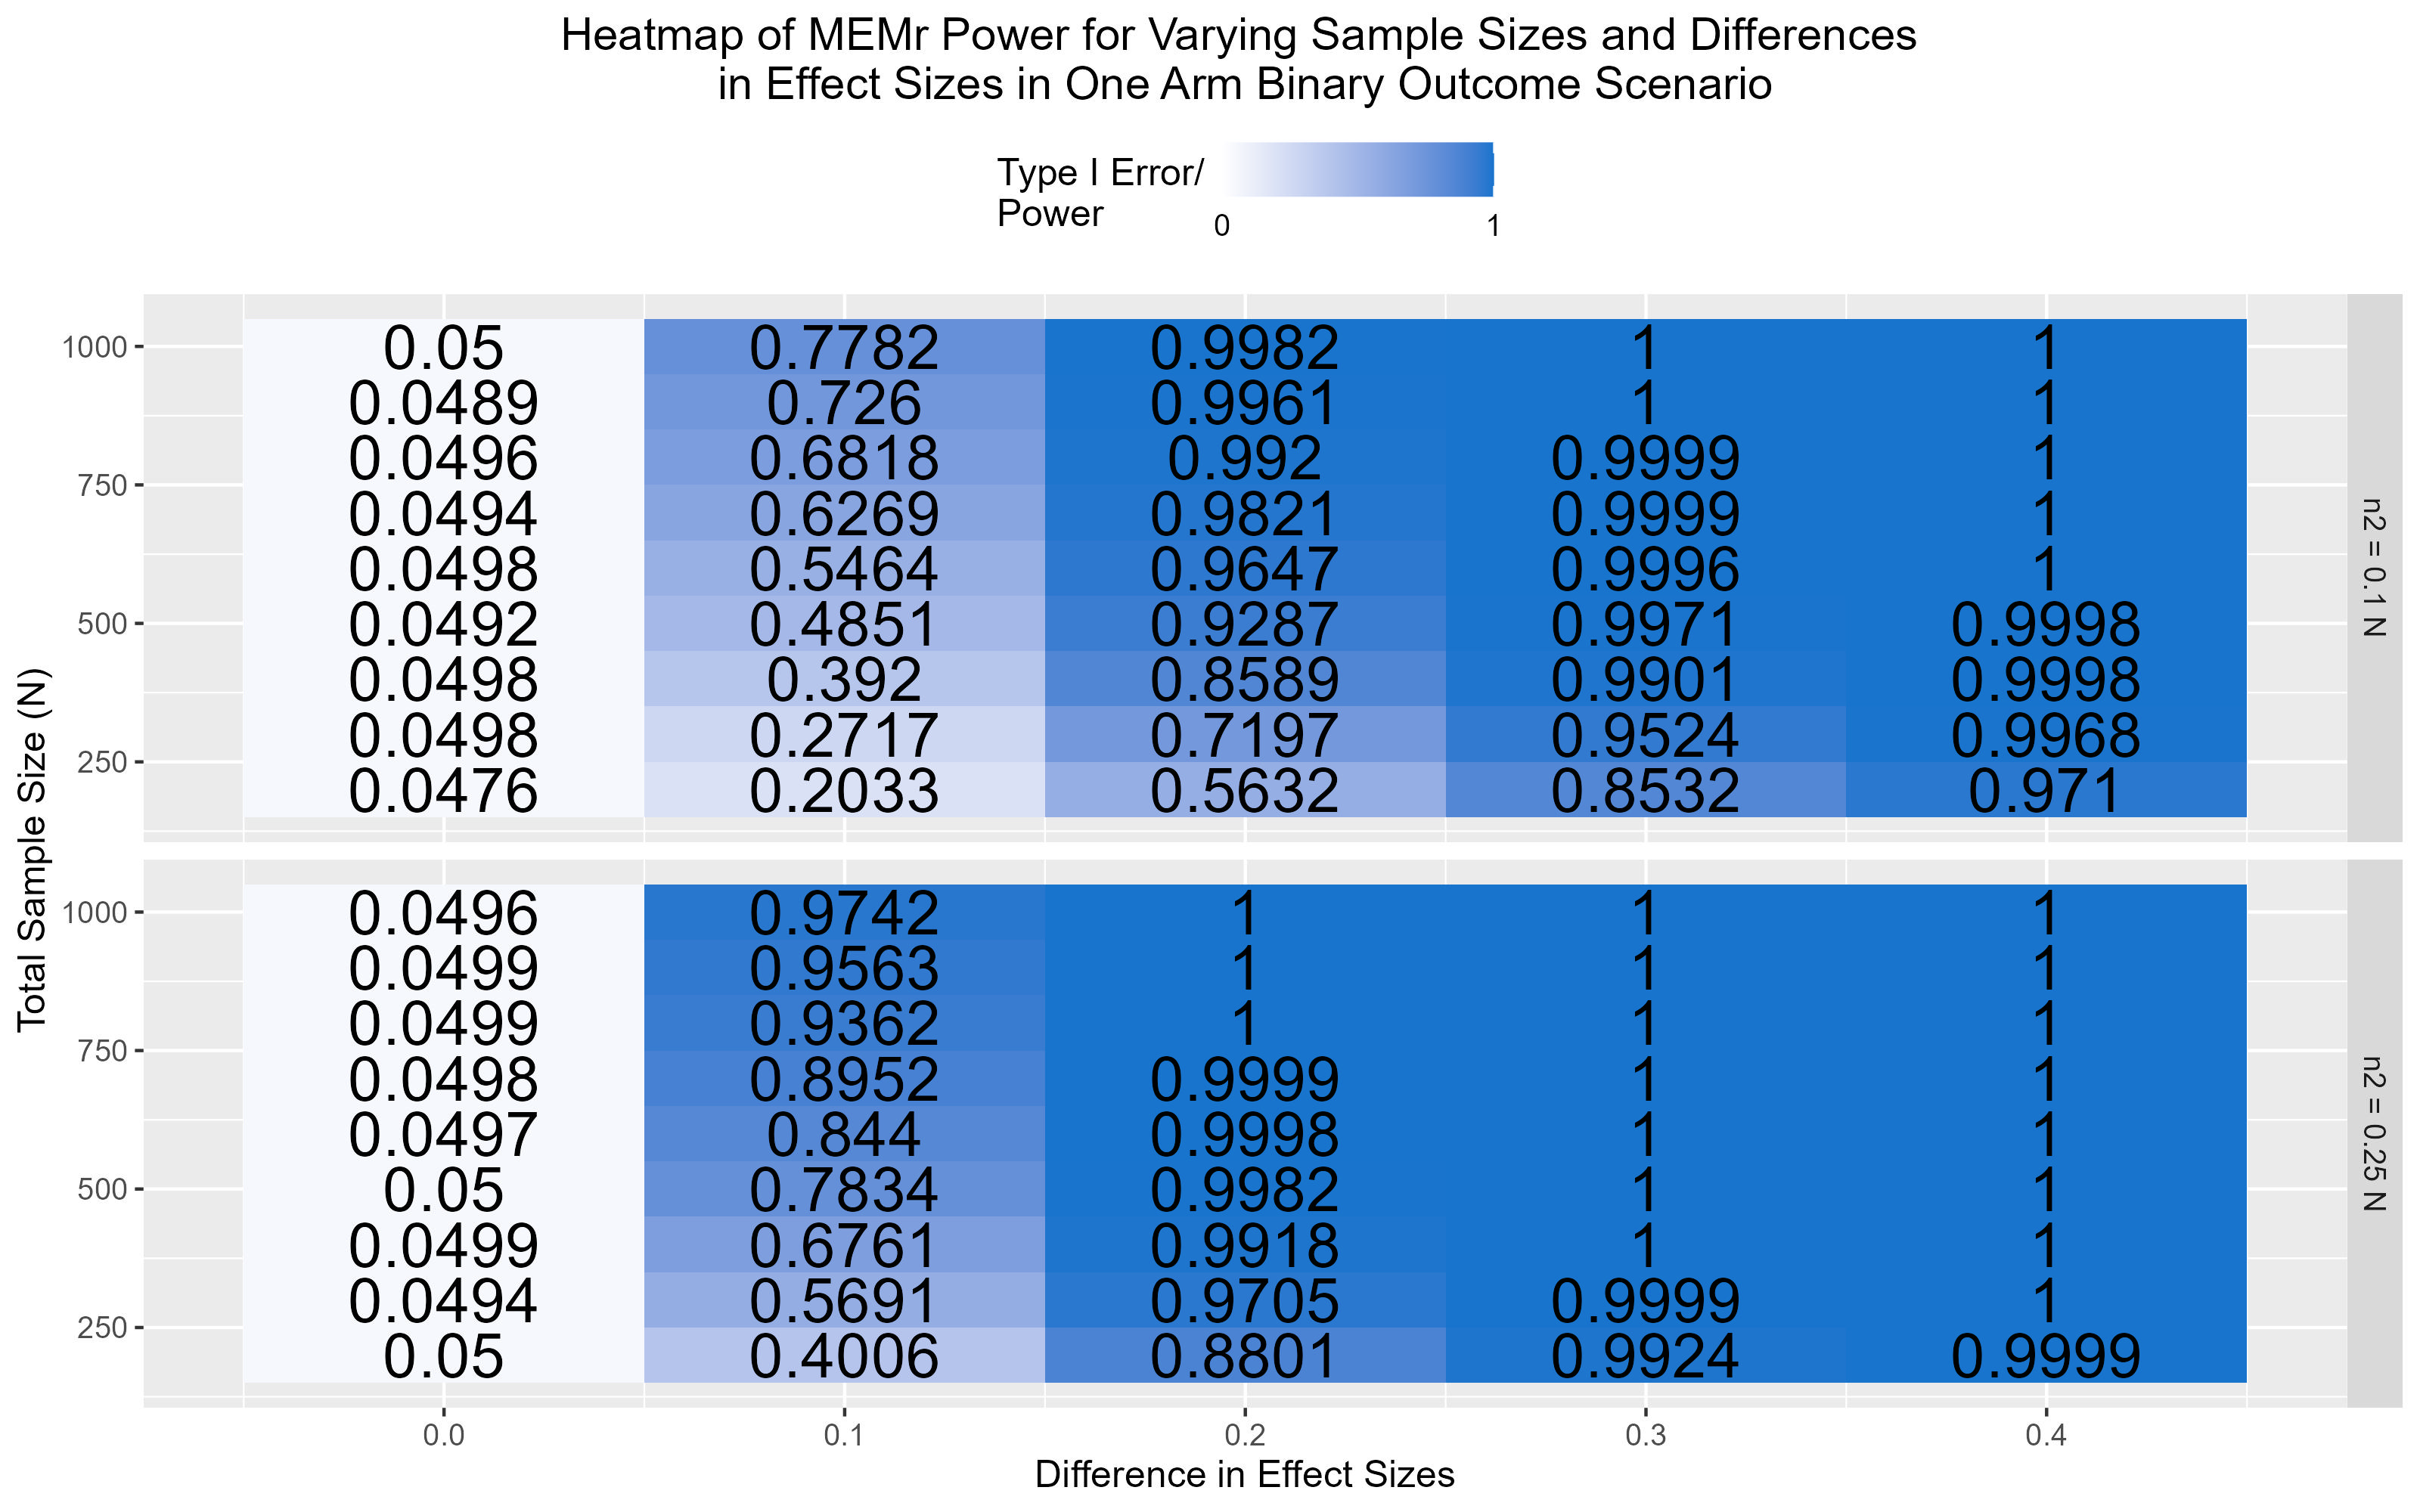 Heatmap of MEMr Power for Varying Sample Sizes and Differences
in Effect Sizes in One Arm Binary Outcome Scenario
Type I Error/
Power
0 1
Total Sample Size (N)
1000 0.05 0.7782 0.9982 1 1
0.0489 0.726 0.9961 1 1
0.0496 0.6818 0.992 0.9999 1
750
0.0494 0.6269 0.9821 0.9999 1
0.0498 0.5464 0.9647 0.9996 1
500 0.0492 0.4851 0.9287 0.9971 0.9998
0.0498 0.392 0.8589 0.9901 0.9998
0.0498 0.2717 0.7197 0.9524 0.9968
250
0.0476 0.2033 0.5632 0.8532 0.971
n2 = 0.1 N
1000 0.0496 0.9742 1 1 1
0.0499 0.9563 1 1 1
0.0499 0.9362 1 1 1
750
0.0498 0.8952 0.9999 1 1
0.0497 0.844 0.9998 1 1
500 0.05 0.7834 0.9982 1 1
0.0499 0.6761 0.9918 1 1
0.0494 0.5691 0.9705 0.9999 1
250
0.05 0.4006 0.8801 0.9924 0.9999
n2 = 0.25 N
0.0 0.1 0.2 0.3 0.4
Difference in Effect Sizes